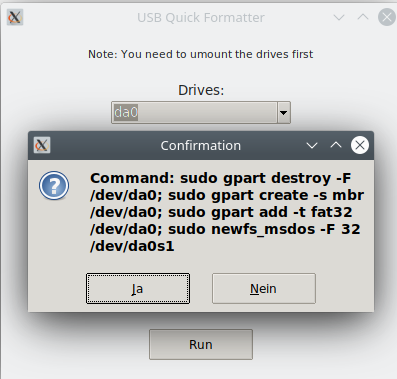 USB Quick Formatter
Note: You need to umount the drives first
Drives:
da0
Confirmation
Command: sudo gpart destroy -F
/dev/da0; sudo gpart create -s mbr
/dev/da0; sudo gpart add -t fat32
/dev/da0; sudo newfs_msdos -F 32
/dev/da0s1
Ja
Nein
Run